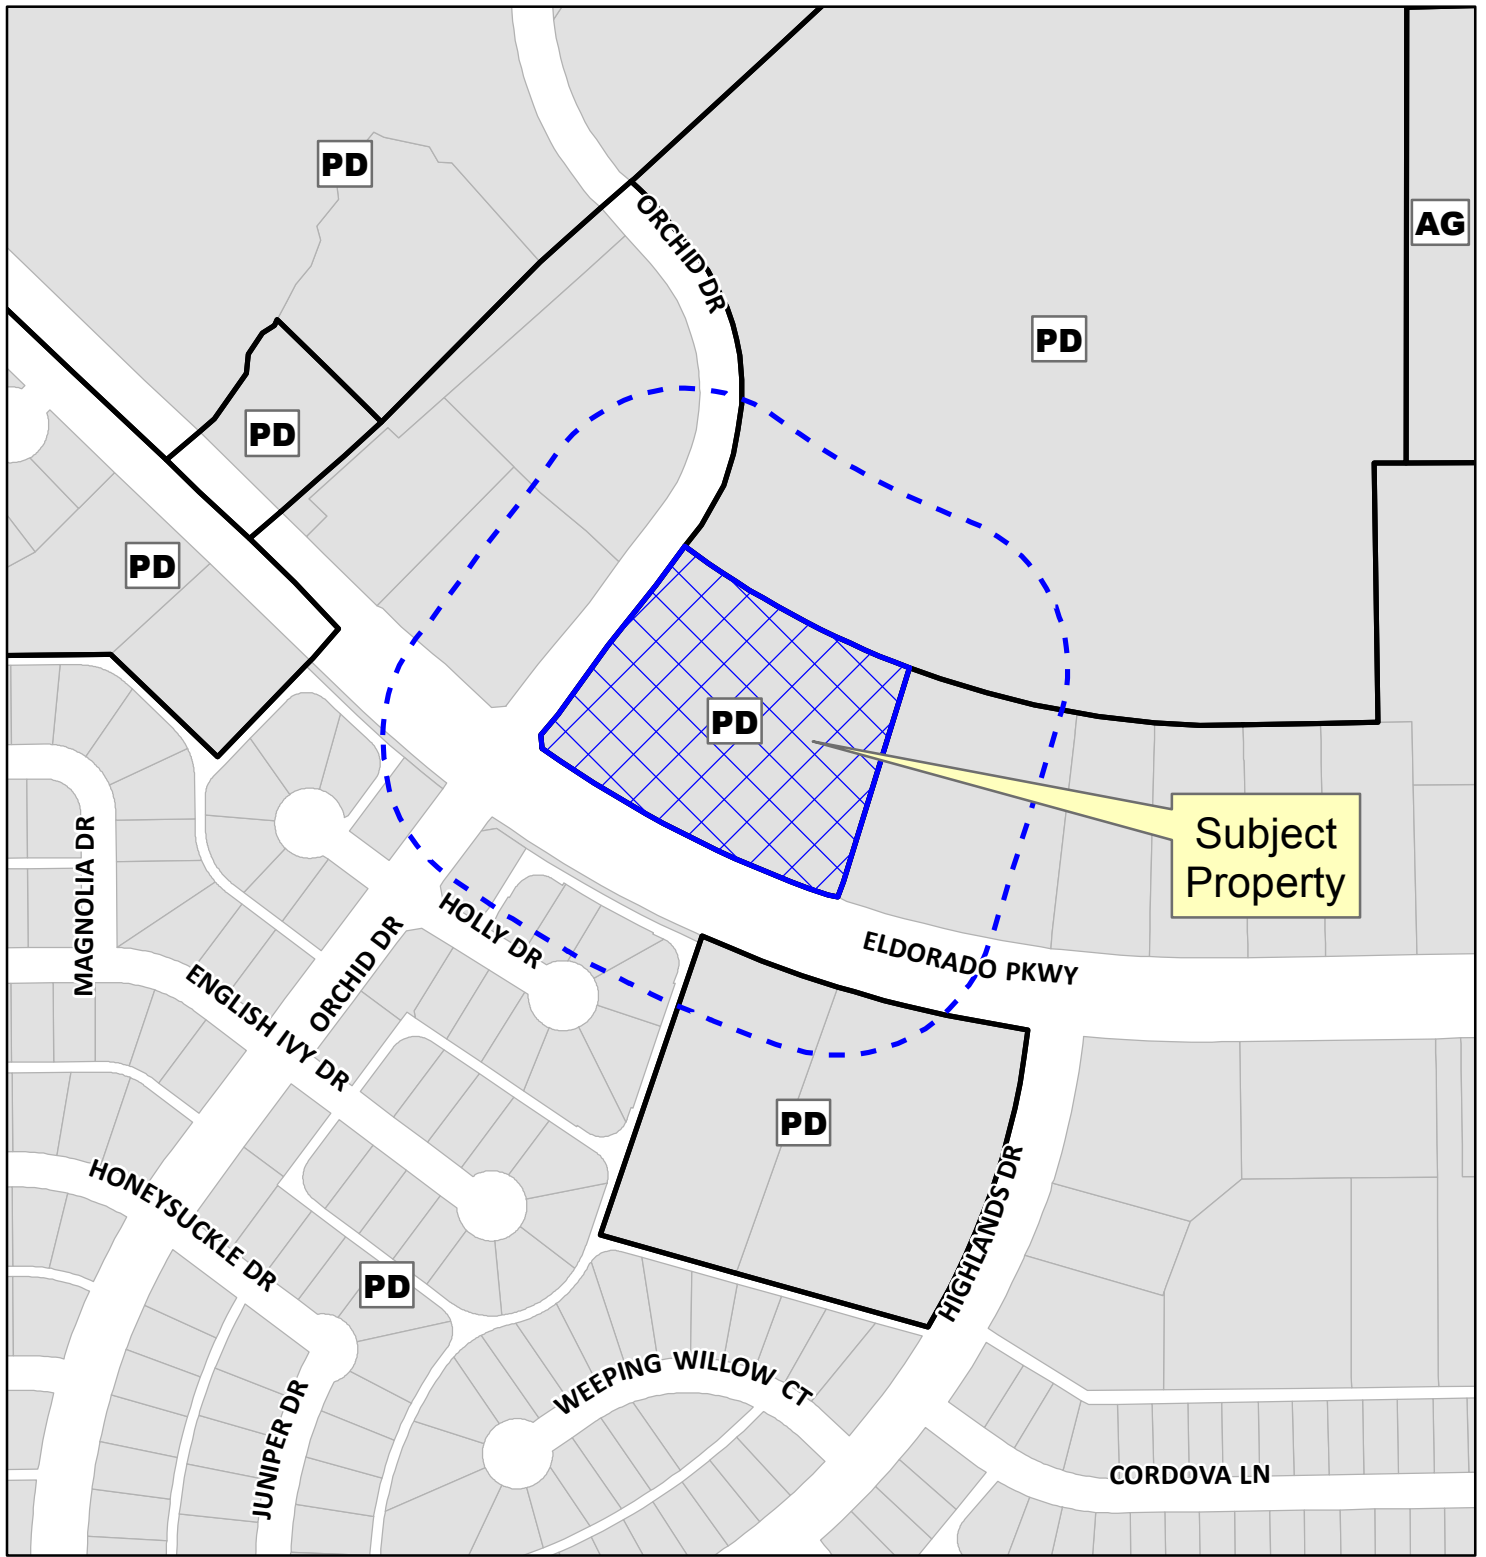 PD
ORCHID DR
AG
PD
PD
PD
PD
Subject
Property
MAGNOLIA DR
HOLLY DR
ELDORADO PKWY
ORCHID DR
ENGLISH IVY DR
PD
HIGHLANDS DR
HONEYSUCKLE DR
PD
WEEPING WILLOW CT
JUNIPER DR
CORDOVA LN